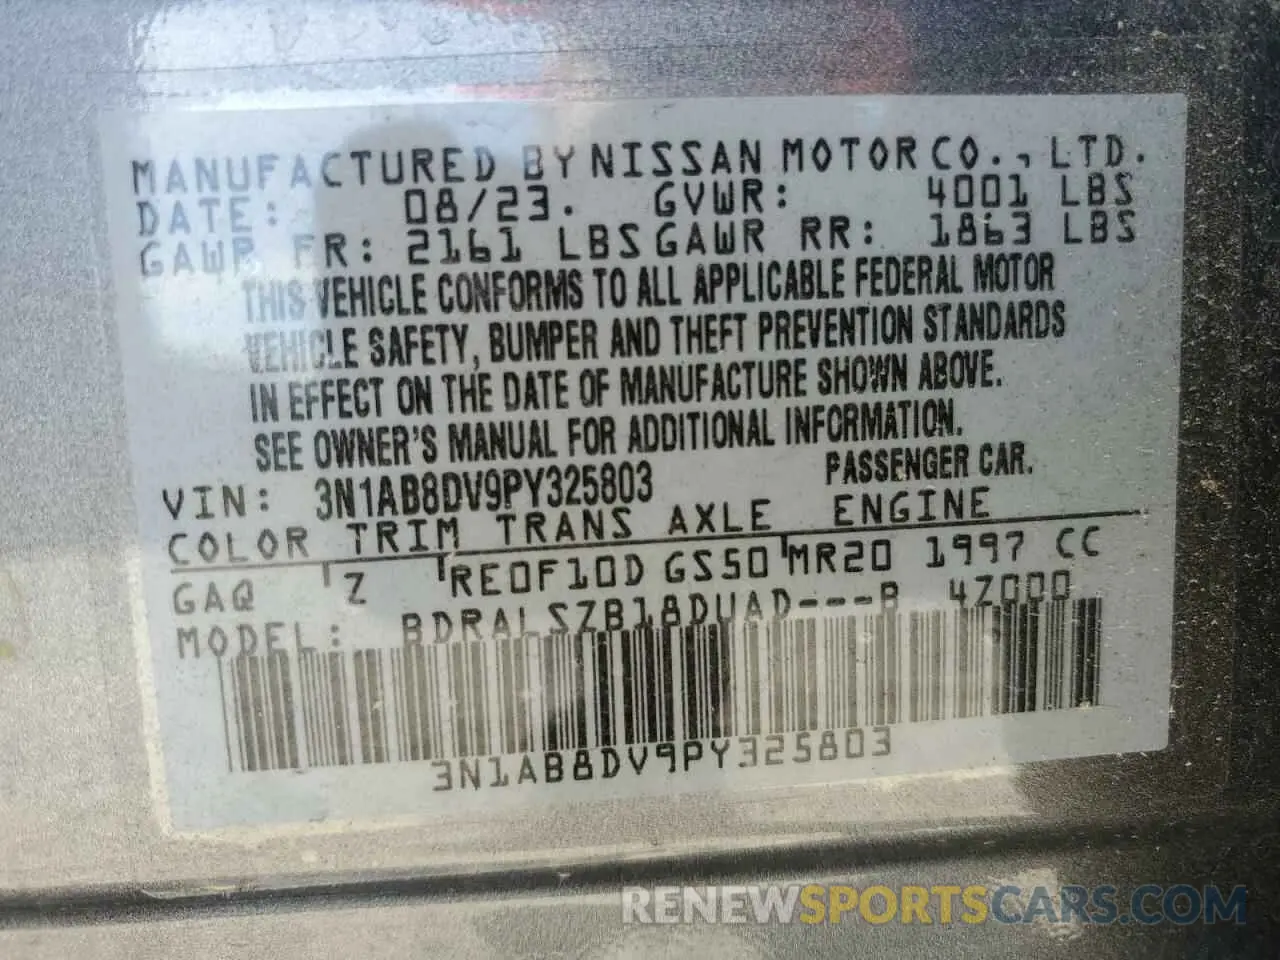 MANUFACTURED BY NISSAN MOTOR CO., LTD.
DATE: 08/23. GVWR: 4001 LBS
GAWR FR: 2161 LBS GAWR RR: 1863 LBS
THIS VEHICLE CONFORMS TO ALL APPLICABLE FEDERAL MOTOR
VEHICLE SAFETY, BUMPER AND THEFT PREVENTION STANDARDS
IN EFFECT ON THE DATE OF MANUFACTURE SHOWN ABOVE.
SEE OWNER'S MANUAL FOR ADDITIONAL INFORMATION.
VIN: 3N1AB8DV9PY325803 PASSENGER CAR.
COLOR TRIM TRANS AXLE ENGINE
GAQ Z RE0F10D GS50 MR20 1997 CC
MODEL: BDRALSZB18DUAD---B 4Z000
3N1AB8DV9PY325803
RENEWSPORTSCARS.COM